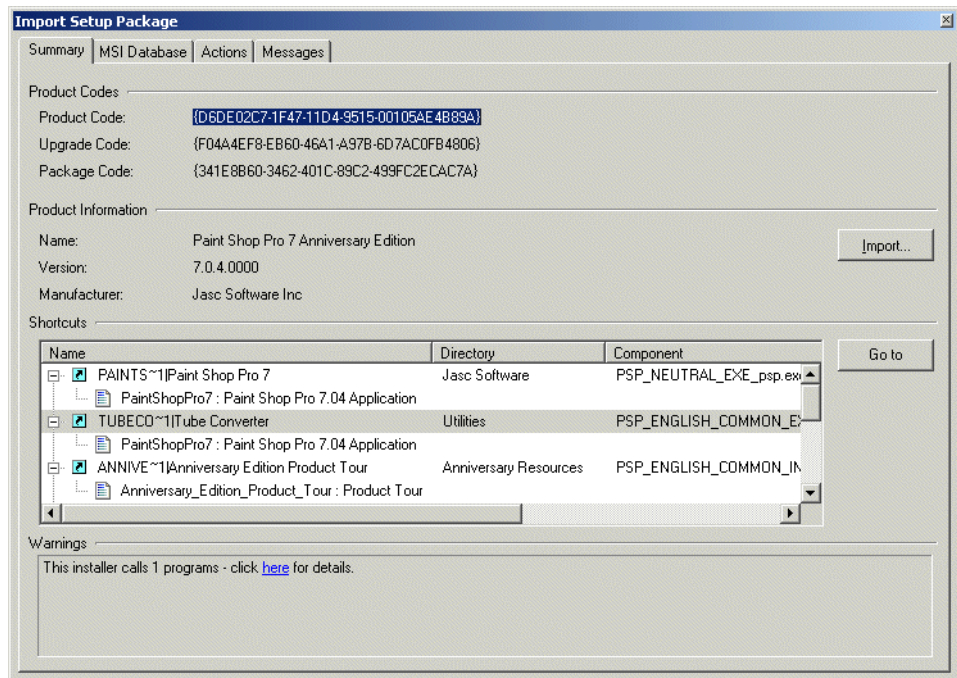 Import Setup Package
Summary MSI Database Actions Messages
Product Codes
Product Code: {D6DE02C7-1F47-11D4-9515-00105AE4B89A}
Upgrade Code: {F04A4EF8-EB60-46A1-A97B-6D7AC0FB4806}
Package Code: {341E8B60-3462-401C-89C2-499FC2ECAC7A}
Product Information
Name: Paint Shop Pro 7 Anniversary Edition
Import...
Version: 7.0.4.0000
Manufacturer: Jasc Software Inc
Shortcuts
Name Directory Component
Go to
PAINTS~1|Paint Shop Pro 7 Jasc Software PSP_NEUTRAL_EXE_psp.exe
PaintShopPro7 : Paint Shop Pro 7.04 Application
TUBECO~1|Tube Converter Utilities PSP_ENGLISH_COMMON_EX
PaintShopPro7 : Paint Shop Pro 7.04 Application
ANNIVE~1|Anniversary Edition Product Tour Anniversary Resources PSP_ENGLISH_COMMON_IN
Anniversary_Edition_Product_Tour : Product Tour
Warnings
This installer calls 1 programs - click here for details.